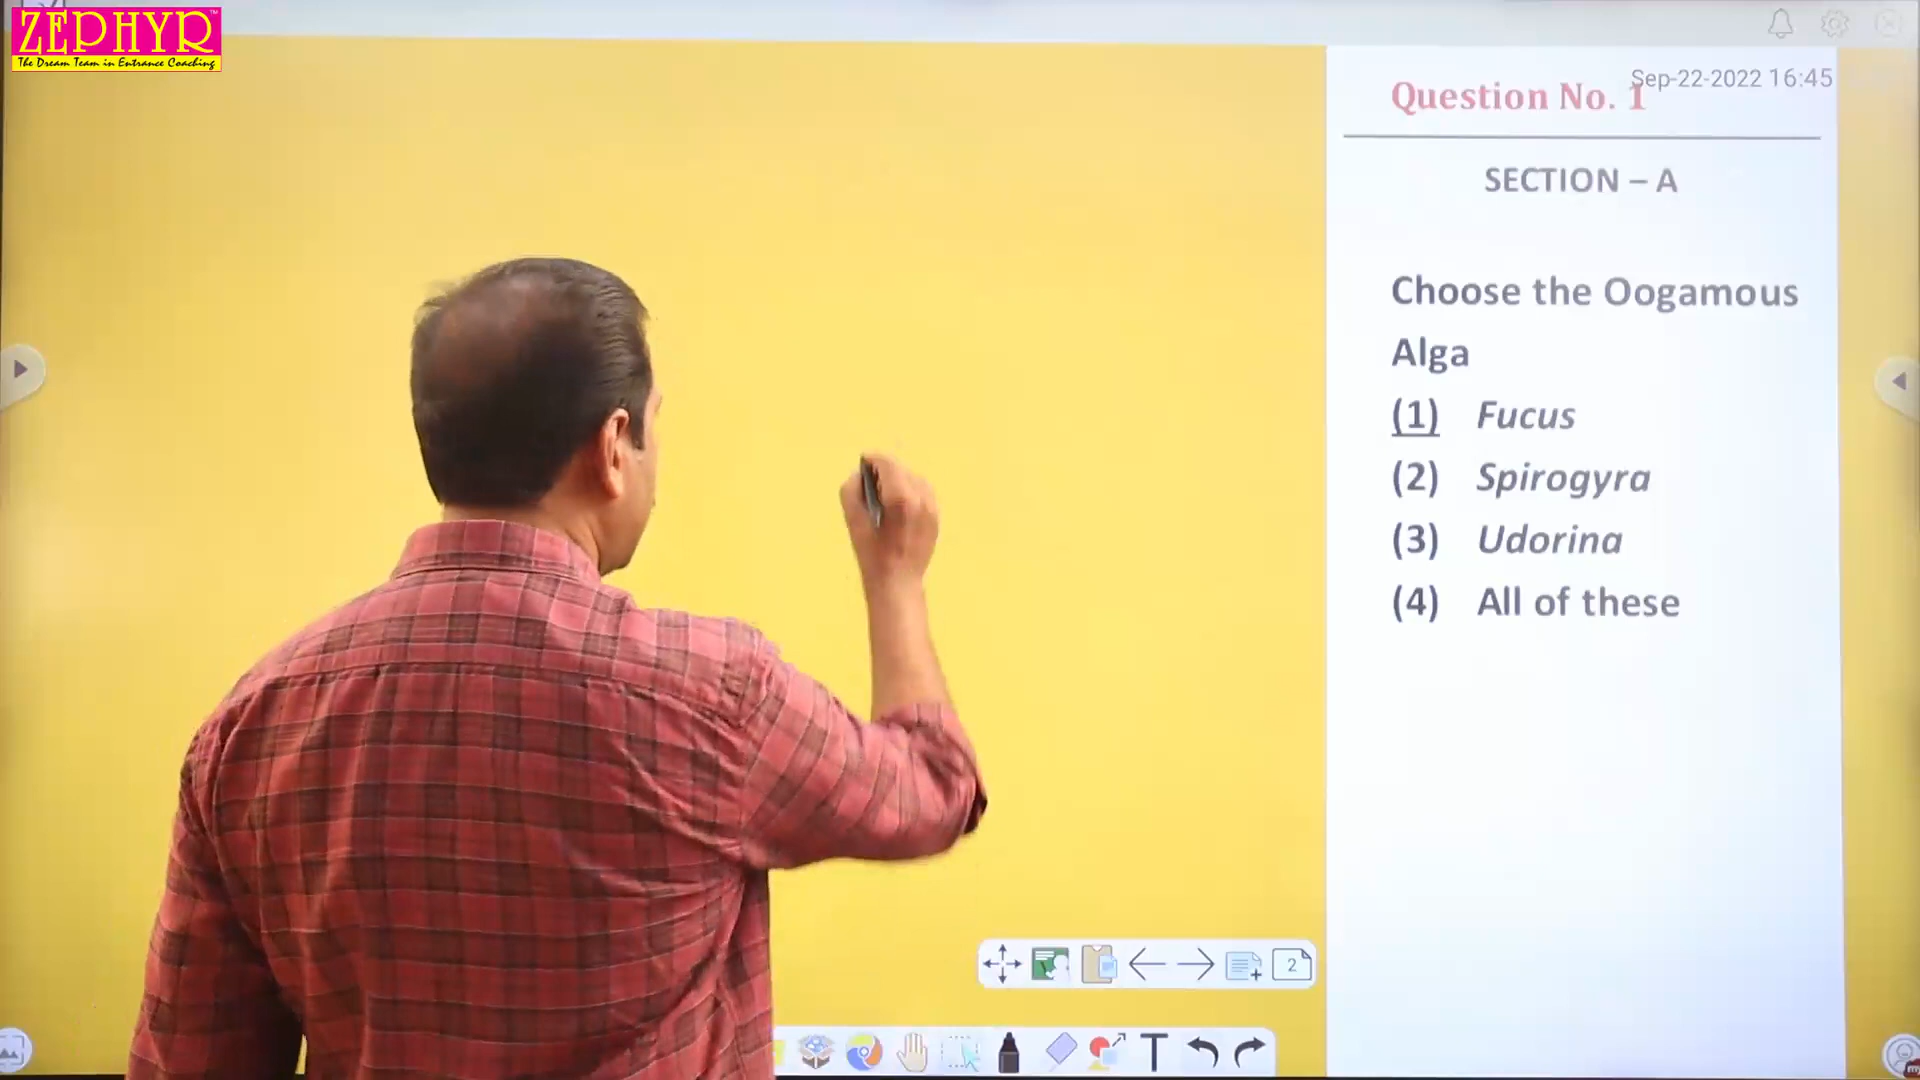 ZEPHYR™
The Dream Team in Entrance Coaching
Sep-22-2022 16:45
Question No. 1
SECTION – A
Choose the Oogamous
Alga
(1) Fucus
(2) Spirogyra
(3) Udorina
(4) All of these
2
T